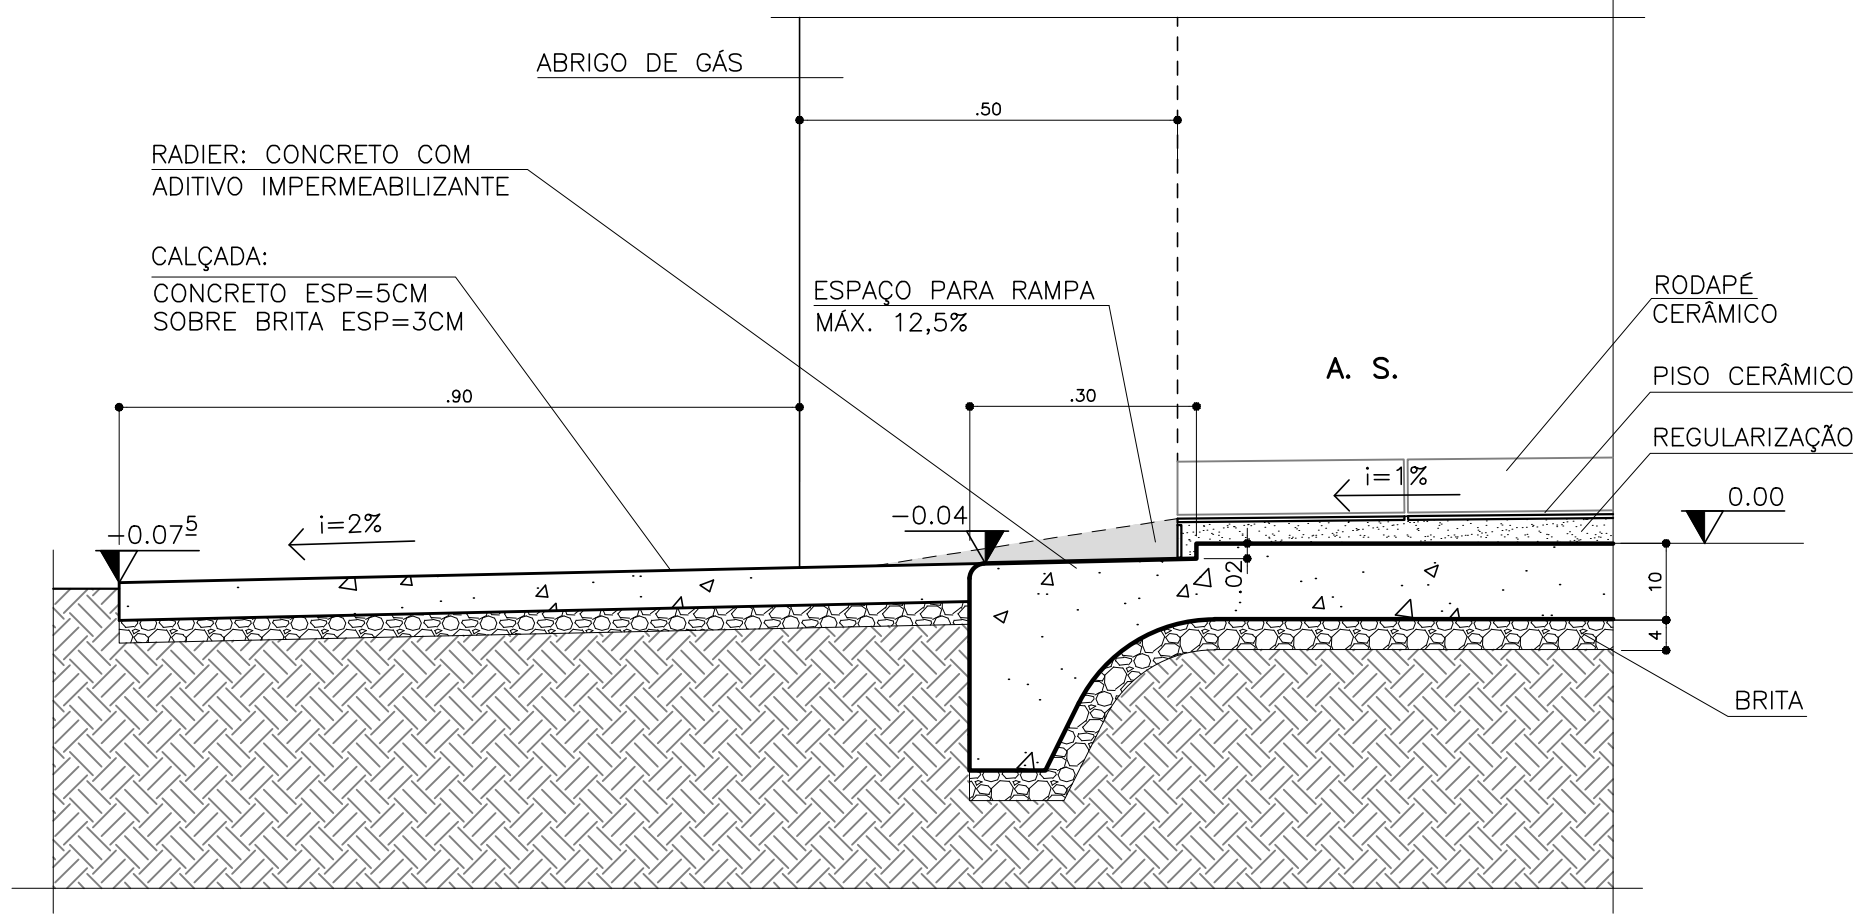 ABRIGO DE GÁS
.50
RADIER: CONCRETO COM
ADITIVO IMPERMEABILIZANTE
CALÇADA:
CONCRETO ESP=5CM
SOBRE BRITA ESP=3CM
ESPAÇO PARA RAMPA
MÁX. 12,5%
RODAPÉ
CERÂMICO
A. S.
PISO CERÂMICO
.90
.30
REGULARIZAÇÃO
i=1%
0.00
-0.04
-0.07⁵
i=2%
.02
10
4
BRITA